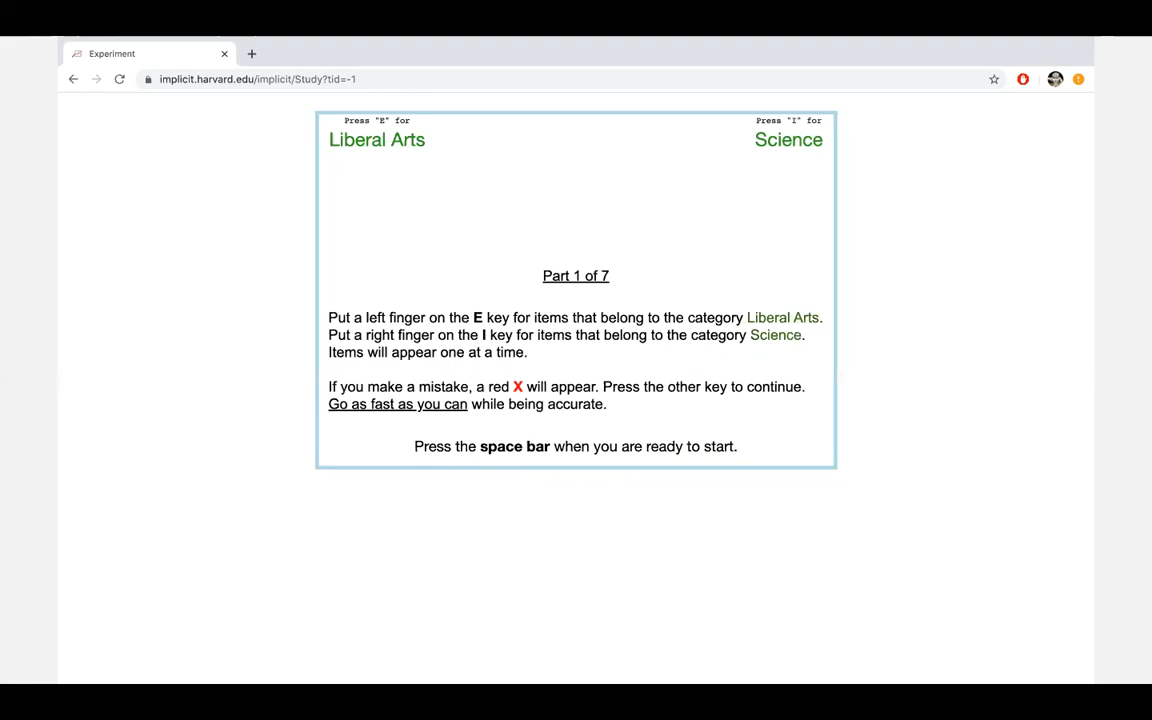 Experiment
implicit.harvard.edu/implicit/Study?tid=-1
Press "E" for
Press "I" for
Liberal Arts
Science
Part 1 of 7
Put a left finger on the E key for items that belong to the category Liberal Arts.
Put a right finger on the I key for items that belong to the category Science.
Items will appear one at a time.
If you make a mistake, a red X will appear. Press the other key to continue.
Go as fast as you can while being accurate.
Press the space bar when you are ready to start.